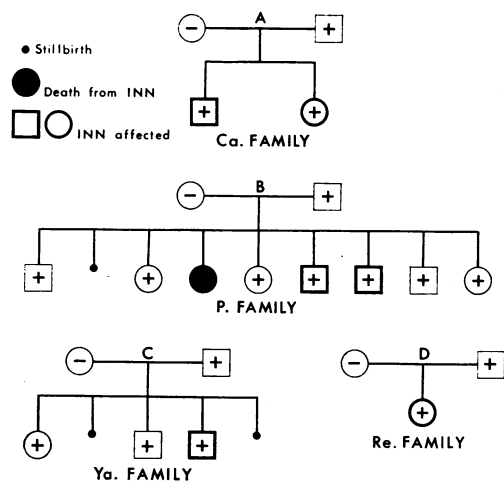 A
− +
Stillbirth
Death from INN
INN affected
+ +
Ca. FAMILY
B
− +
+ + + + + + + +
P. FAMILY
C
− +
D
− +
+ + +
+
Ya. FAMILY
Re. FAMILY